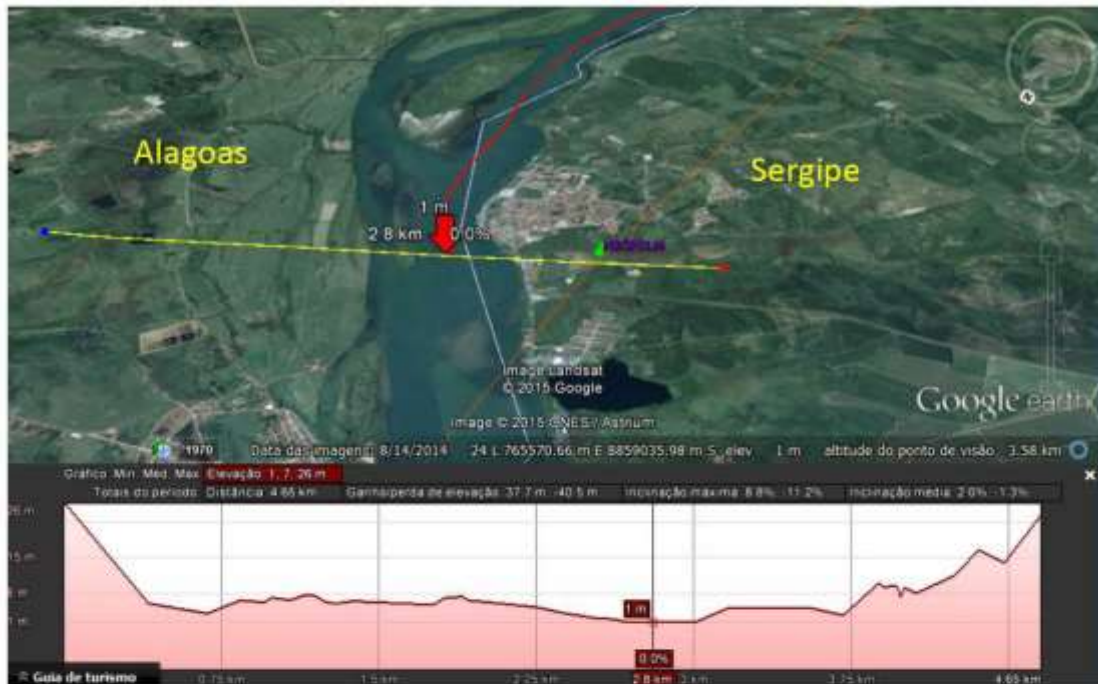 Alagoas
Sergipe
1 m
2.8 km 0.0%
Image Landsat
© 2015 Google
Image © 2015 CNES / Astrium
Google earth
1970 Data das imagens: 8/14/2014 24 L 765570.66 m E 8859035.98 m S elev 1 m altitude do ponto de visão 3.58 km
Gráfico: Mín. Méd. Máx. Elevação: 1, 7, 26 m
Totais do período: Distância: 4.65 km Ganho/perda de elevação: 37.7 m, -40.5 m Inclinação máxima: 8.8%, -11.2% Inclinação média: 2.0%, -1.3%
26 m
15 m
8 m
1 m
1 m
0.0%
0.75 km 1.5 km 2.25 km 2.8 km 3 km 3.75 km 4.65 km
Guia de turismo